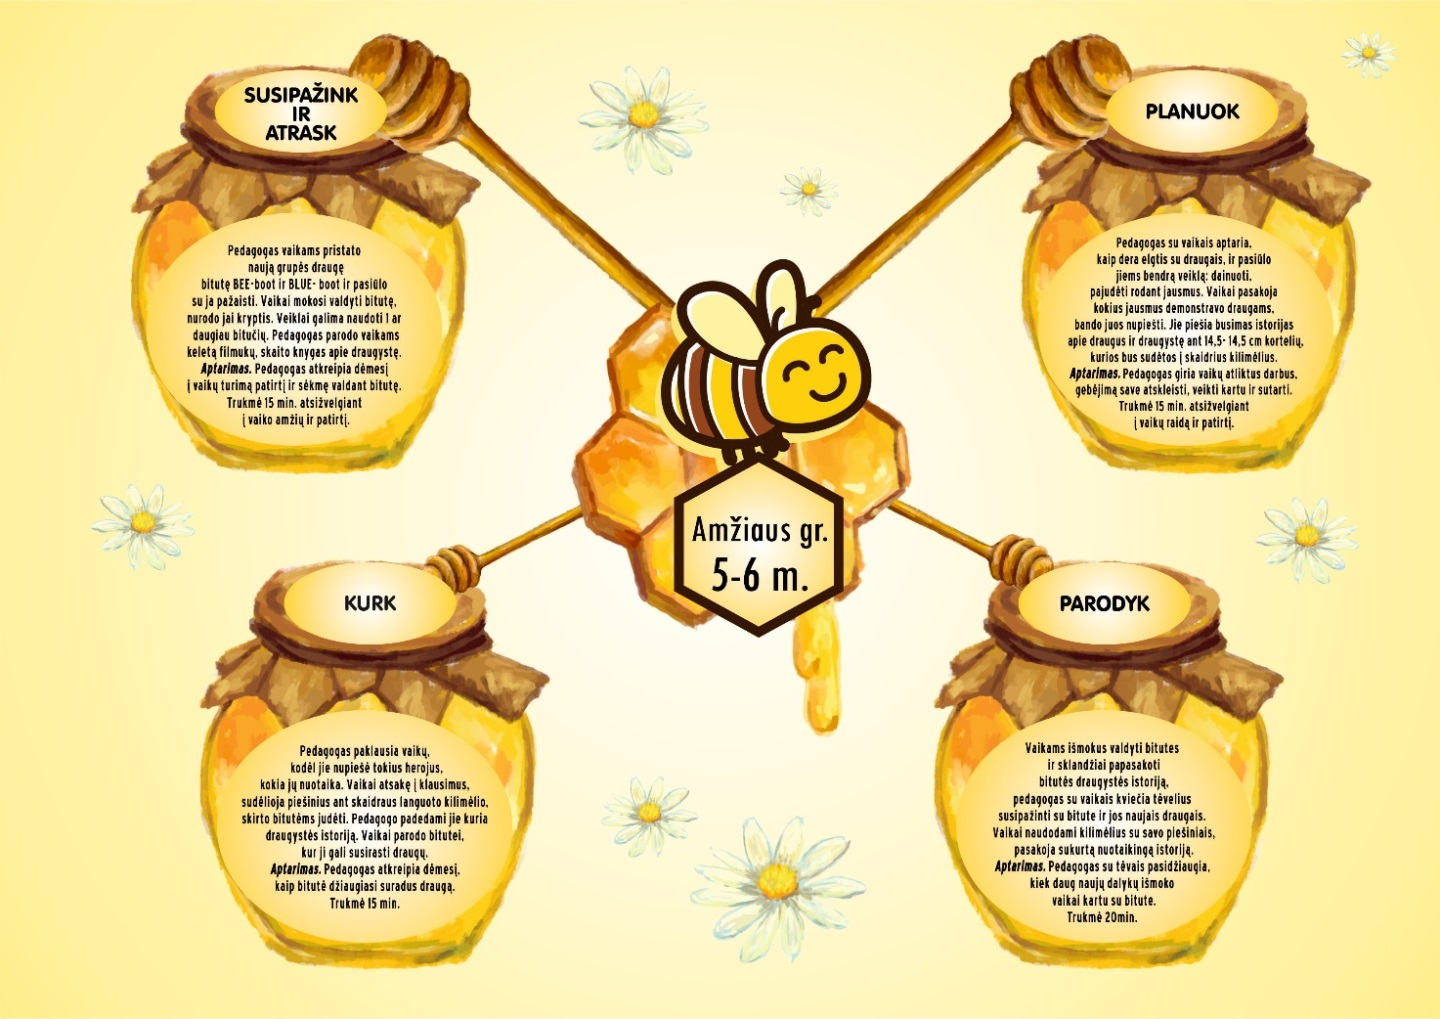 SUSIPAŽINK
IR
ATRASK
Pedagogas vaikams pristato
naują grupės draugę
bitutę BEE-boot ir BLUE- boot ir pasiūlo
su ja pažaisti. Vaikai mokosi valdyti bitutę,
nurodo jai kryptis. Veiklai galima naudoti 1 ar
daugiau bitučių. Pedagogas parodo vaikams
keletą filmukų, skaito knygas apie draugystę.
Aptarimas. Pedagogas atkreipia dėmesį
į vaikų turimą patirtį ir sėkmę valdant bitutę.
Trukmė 15 min. atsižvelgiant
į vaiko amžių ir patirtį.
PLANUOK
Pedagogas su vaikais aptaria,
kaip dera elgtis su draugais, ir pasiūlo
jiems bendrą veiklą: dainuoti,
pajudėti rodant jausmus. Vaikai pasakoja
kokius jausmus demonstravo draugams,
bando juos nupiešti. Jie piešia busimas istorijas
apie draugus ir draugystę ant 14,5- 14,5 cm kortelių,
kurios bus sudėtos į skaidrius kilimėlius.
Aptarimas. Pedagogas giria vaikų atliktus darbus,
gebėjimą save atskleisti, veikti kartu ir sutarti.
Trukmė 15 min. atsižvelgiant
į vaikų raidą ir patirtį.
Amžiaus gr.
5-6 m.
KURK
Pedagogas paklausia vaikų,
kodėl jie nupiešė tokius herojus,
kokia jų nuotaika. Vaikai atsakę į klausimus,
sudėlioja piešinius ant skaidraus languoto kilimėlio,
skirto bitutėms judėti. Pedagogo padedami jie kuria
draugystės istoriją. Vaikai parodo bitutei,
kur ji gali susirasti draugų.
Aptarimas. Pedagogas atkreipia dėmesį,
kaip bitutė džiaugiasi suradus draugą.
Trukmė 15 min.
PARODYK
Vaikams išmokus valdyti bitutes
ir sklandžiai papasakoti
bitutės draugystės istoriją,
pedagogas su vaikais kviečia tėvelius
susipažinti su bitute ir jos naujais draugais.
Vaikai naudodami kilimėlius su savo piešiniais,
pasakoja sukurtą nuotaikingą istoriją.
Aptarimas. Pedagogas su tėvais pasidžiaugia,
kiek daug naujų dalykų išmoko
vaikai kartu su bitute.
Trukmė 20min.